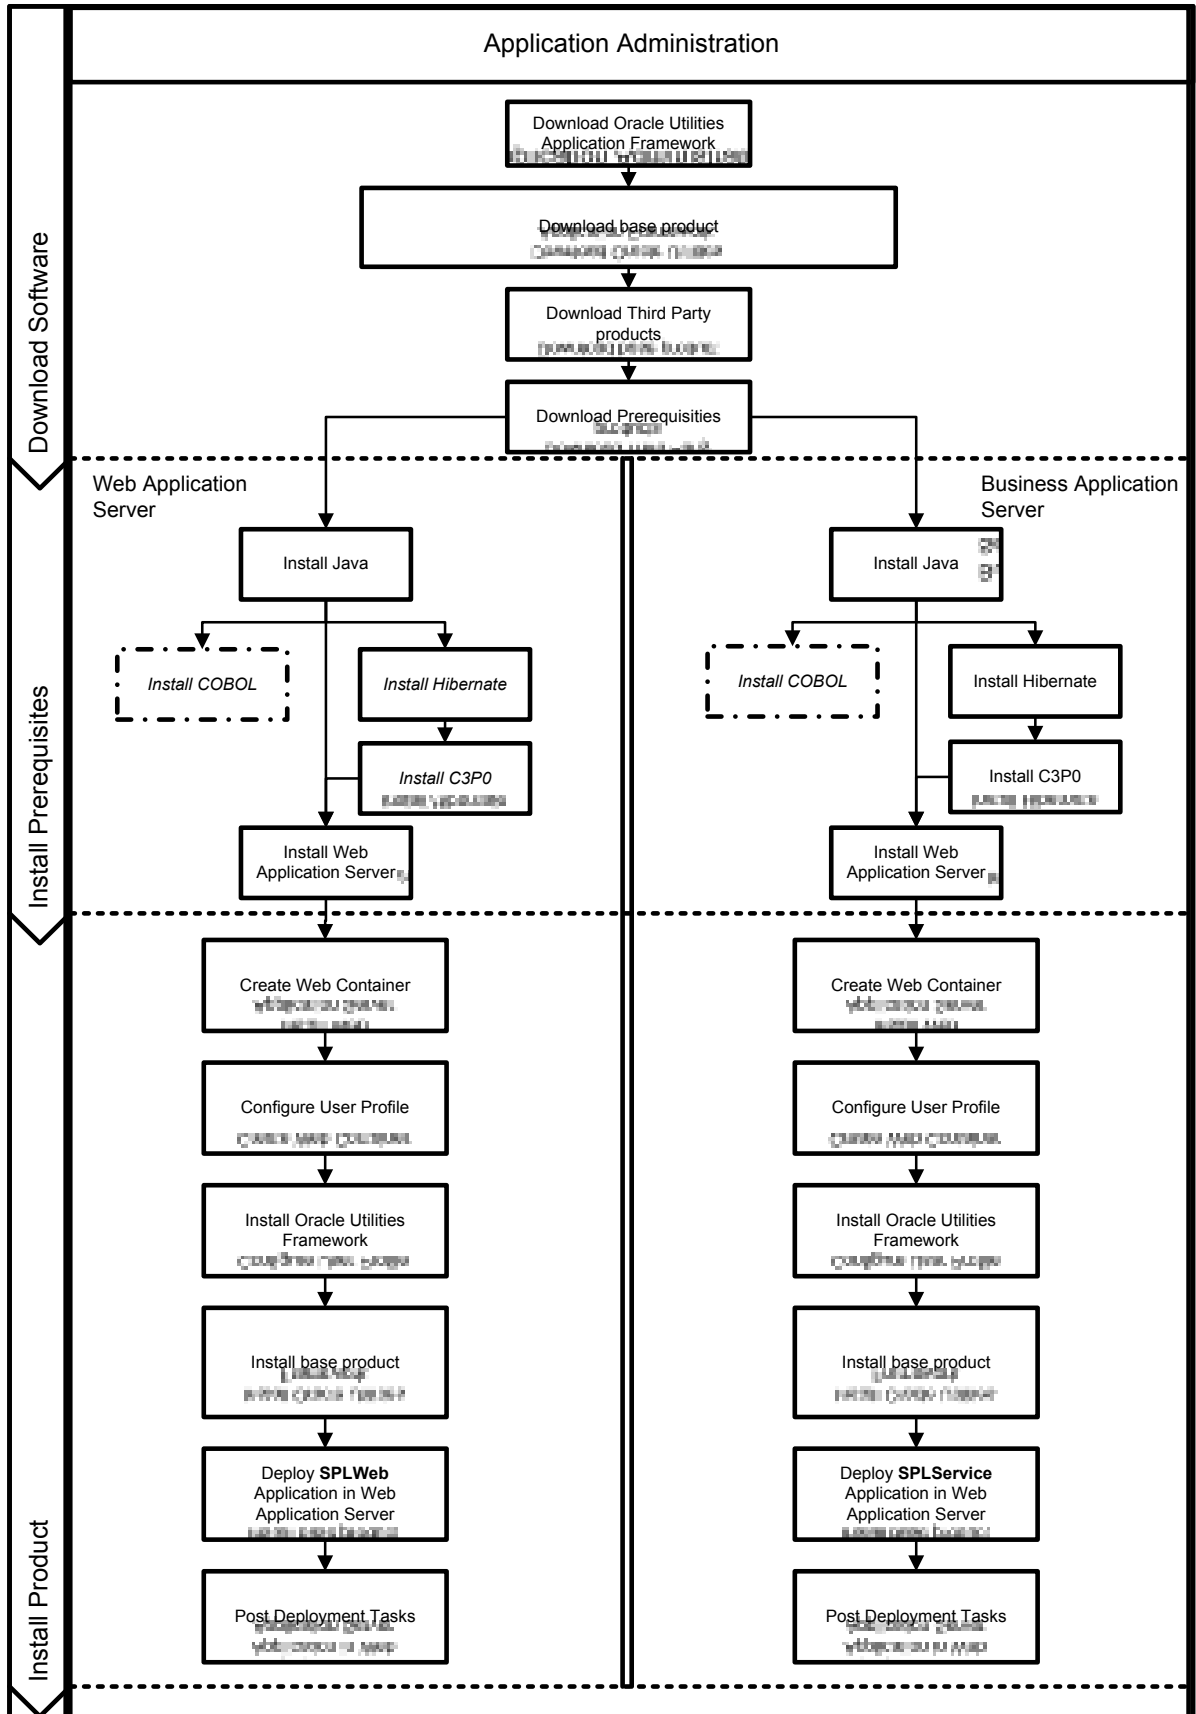 Application Administration
Download Software
Download Oracle Utilities
Application Framework
Download base product
Download Third Party
products
Download Prerequisities
Install Prerequisites
Web Application
Server
Install Java
Install COBOL
Install Hibernate
Install C3P0
Install Web
Application Server
Business Application
Server
Install Java
Install COBOL
Install Hibernate
Install C3P0
Install Web
Application Server
Install Product
Create Web Container
Configure User Profile
Install Oracle Utilities
Framework
Install base product
Deploy SPLWeb
Application in Web
Application Server
Post Deployment Tasks
Create Web Container
Configure User Profile
Install Oracle Utilities
Framework
Install base product
Deploy SPLService
Application in Web
Application Server
Post Deployment Tasks